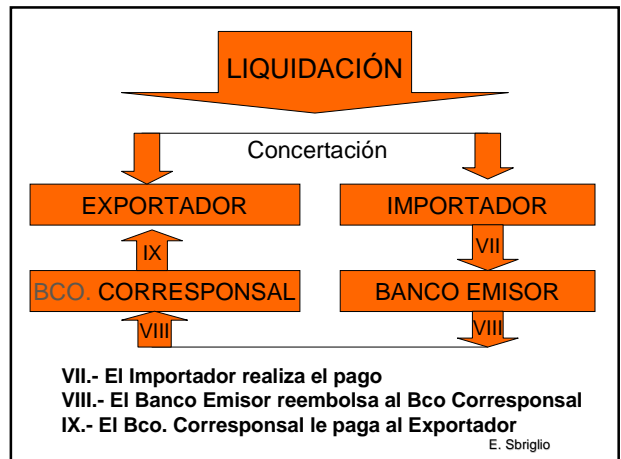 LIQUIDACIÓN
Concertación
EXPORTADOR
IMPORTADOR
IX
VII
BCO. CORRESPONSAL
BANCO EMISOR
VIII
VIII
VII.- El Importador realiza el pago
VIII.- El Banco Emisor reembolsa al Bco Corresponsal
IX.- El Bco. Corresponsal le paga al Exportador
E. Sbriglio